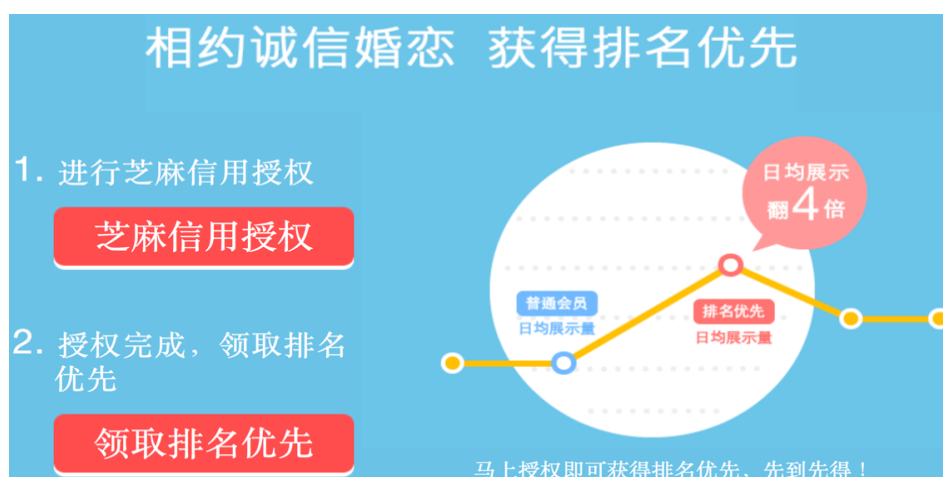 相约诚信婚恋 获得排名优先
1. 进行芝麻信用授权
芝麻信用授权
2. 授权完成，领取排名
优先
领取排名优先
日均展示
翻4倍
普通会员
日均展示量
排名优先
日均展示量
马上授权即可获得排名优先，先到先得！